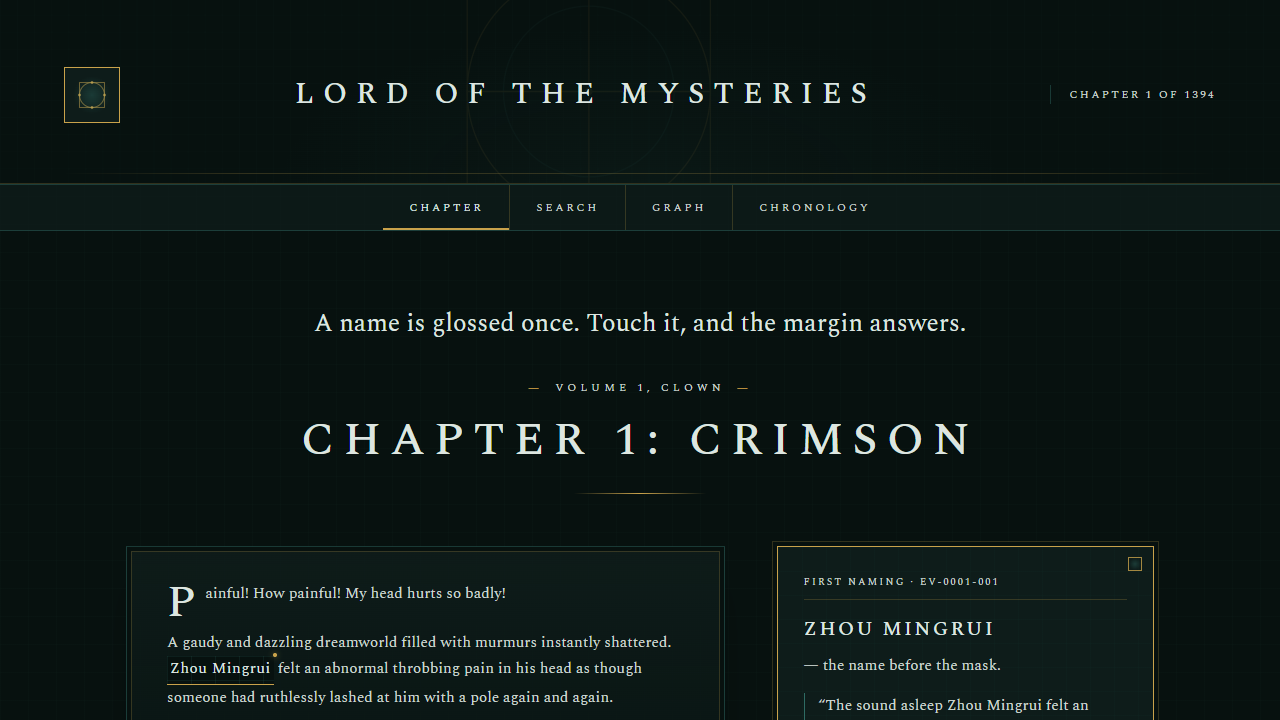 LORD OF THE MYSTERIES
CHAPTER 1 OF 1394
CHAPTER
SEARCH
GRAPH
CHRONOLOGY
A name is glossed once. Touch it, and the margin answers.
— VOLUME 1, CLOWN —
CHAPTER 1: CRIMSON
Painful! How painful! My head hurts so badly!
A gaudy and dazzling dreamworld filled with murmurs instantly shattered.
Zhou Mingrui felt an abnormal throbbing pain in his head as though
someone had ruthlessly lashed at him with a pole again and again.
FIRST NAMING · EV-0001-001
ZHOU MINGRUI
— the name before the mask.
“The sound asleep Zhou Mingrui felt an